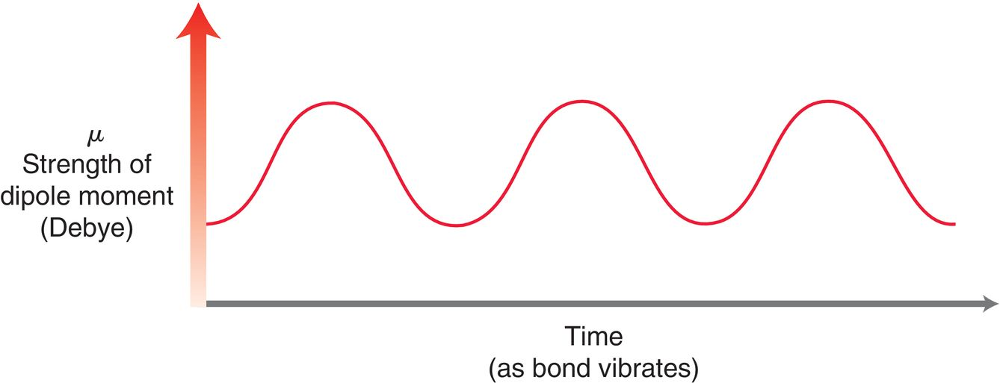 μ
Strength of
dipole moment
(Debye)
Time
(as bond vibrates)